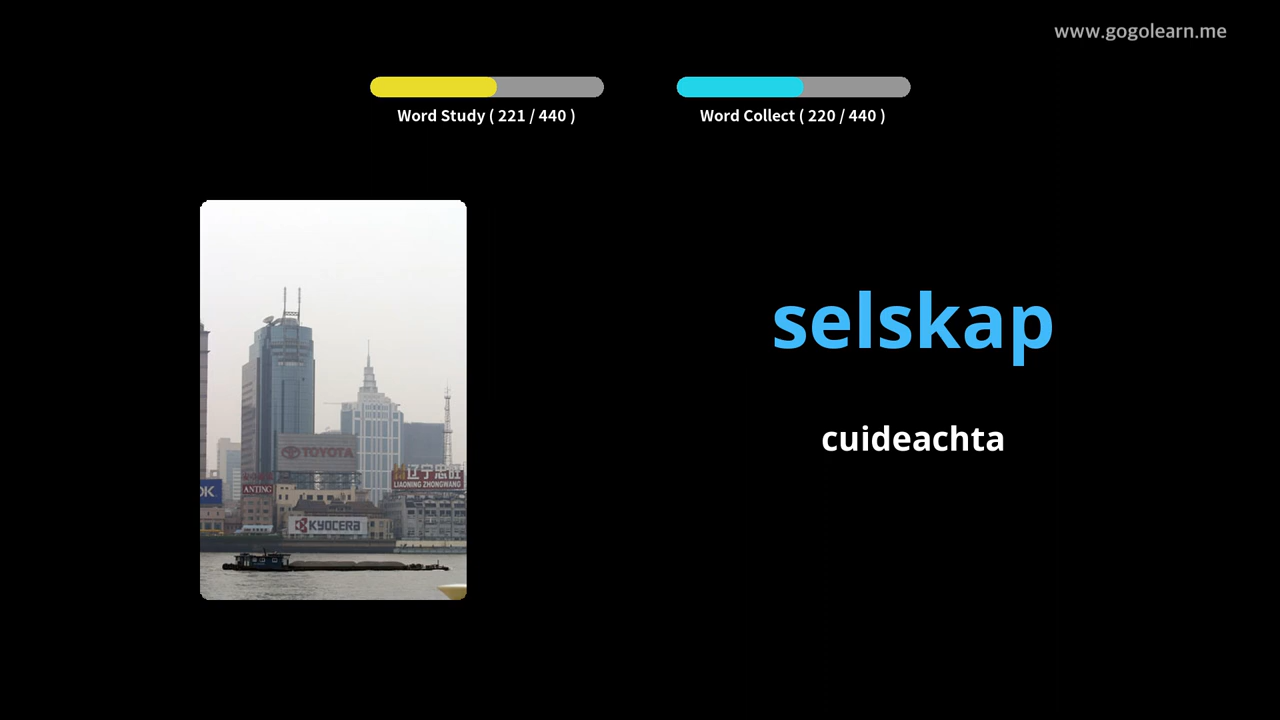 www.gogolearn.me
Word Study ( 221 / 440 )
Word Collect ( 220 / 440 )
selskap
cuideachta
TOYOTA
辽宁忠旺
LIAONING ZHONGWANG
ANTING
OK
KYOCERA